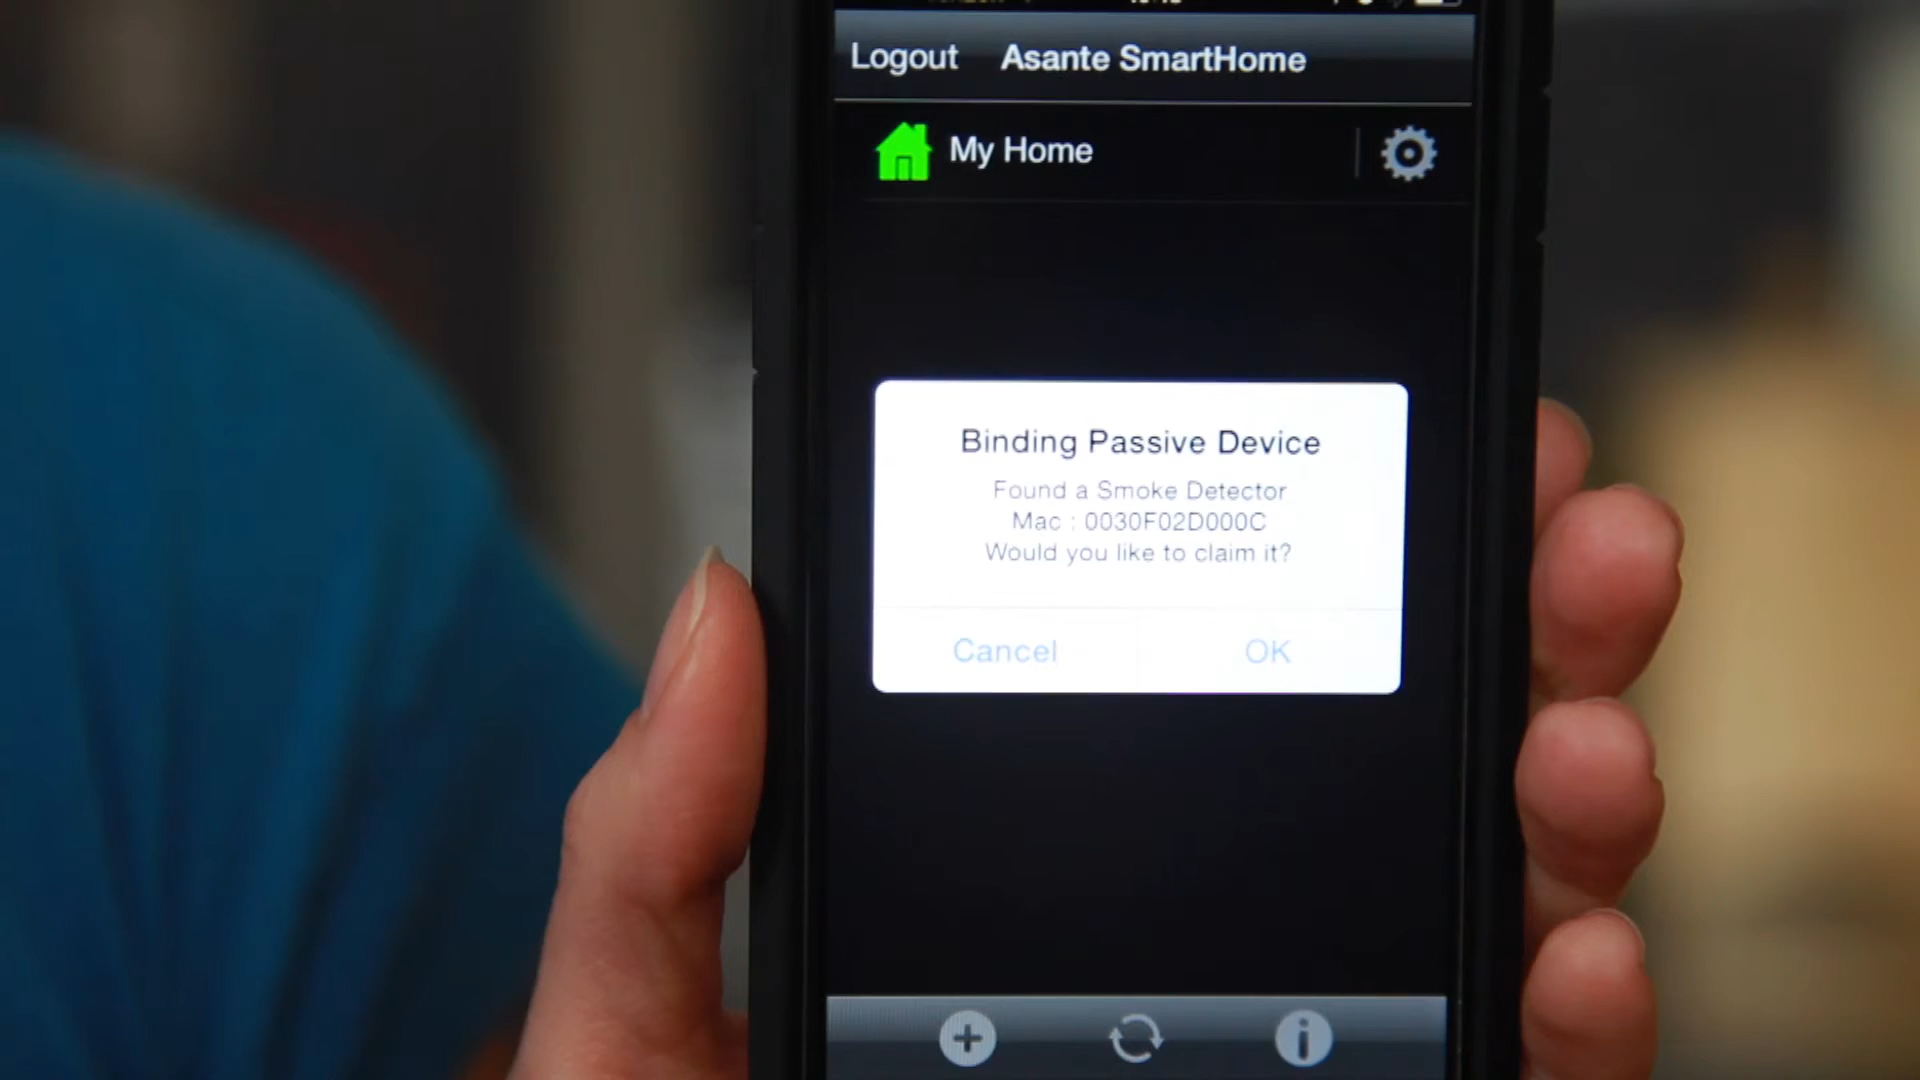 Logout
Asante SmartHome
My Home
Binding Passive Device
Found a Smoke Detector
Mac : 0030F02D000C
Would you like to claim it?
Cancel
OK